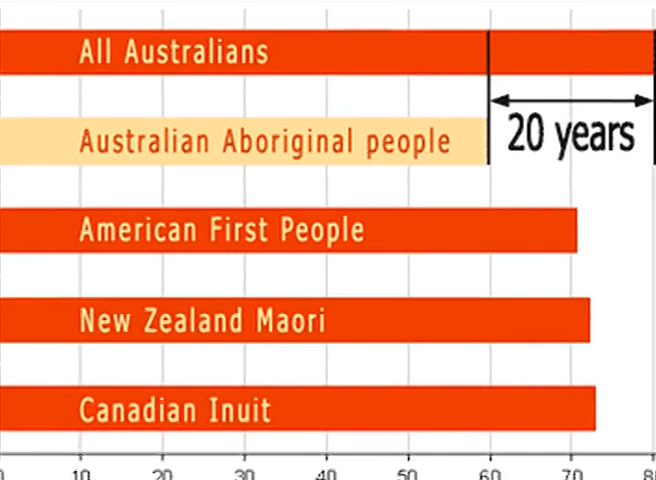 All Australians
Australian Aboriginal people
20 years
American First People
New Zealand Maori
Canadian Inuit
10 20 30 40 50 60 70